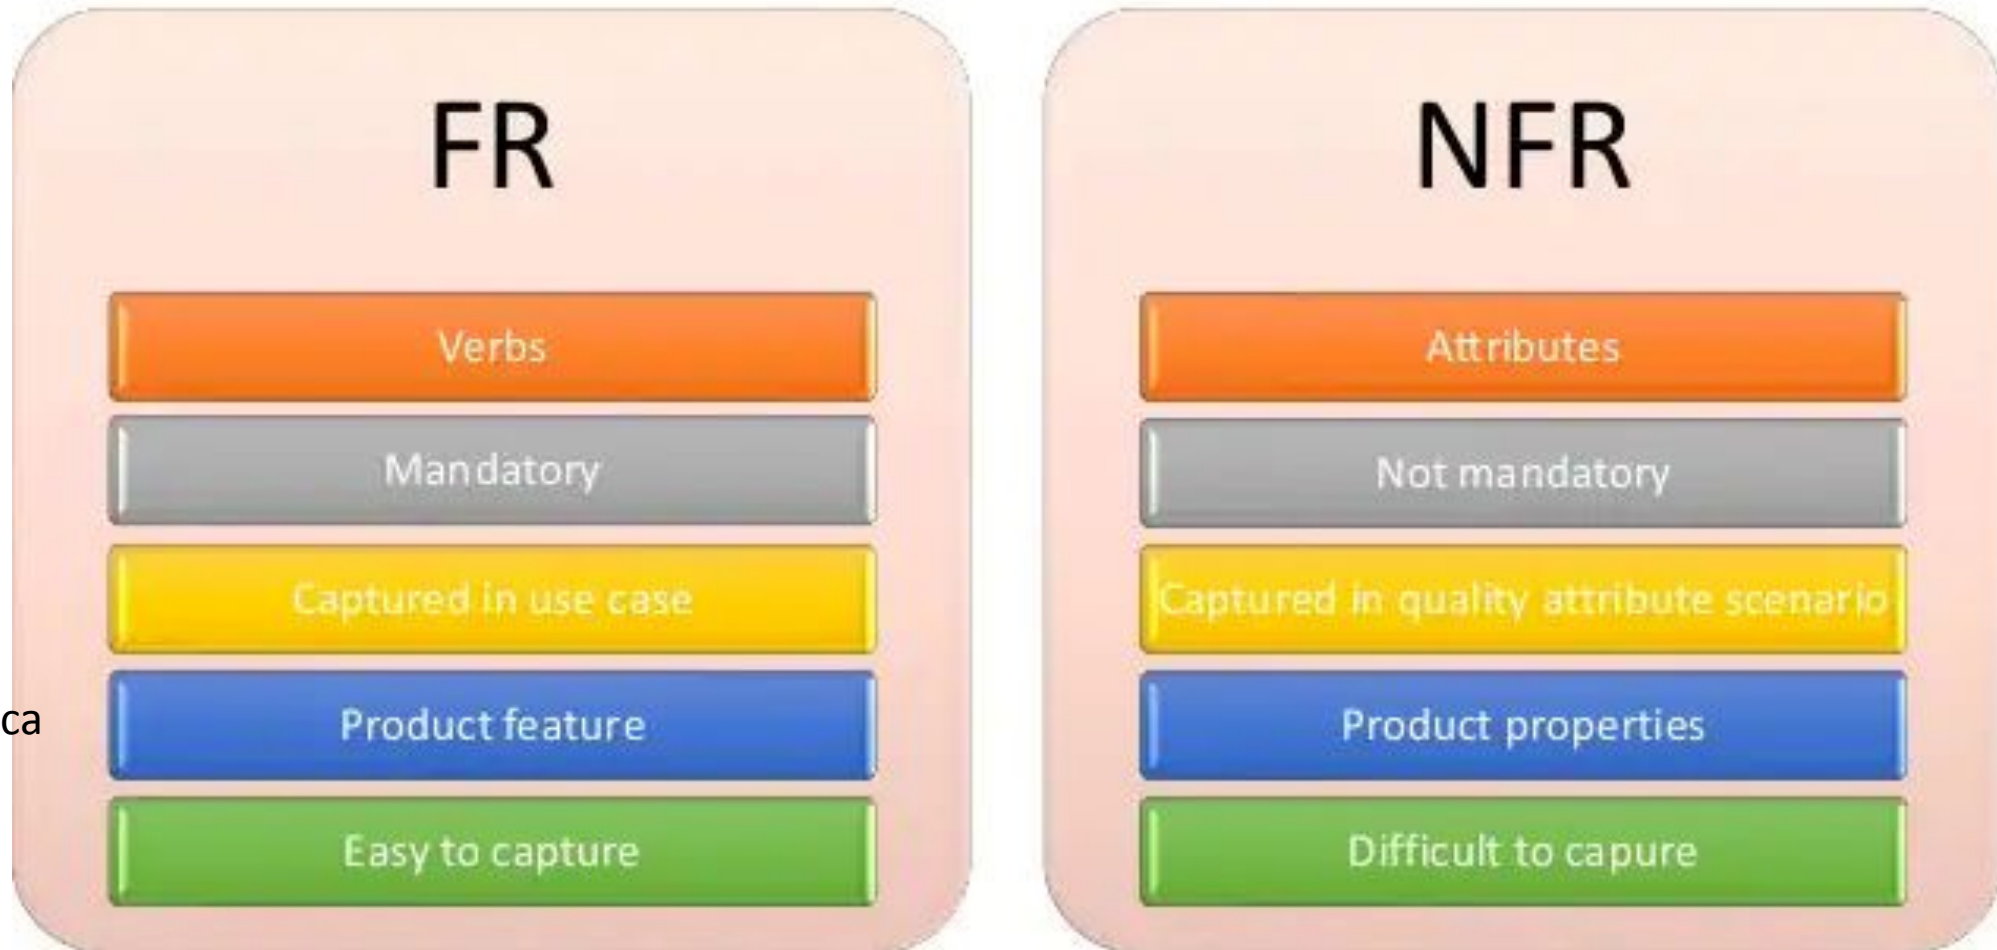 FR
Verbs
Mandatory
Captured in use case
Product feature
Easy to capture
ca
NFR
Attributes
Not mandatory
Captured in quality attribute scenario
Product properties
Difficult to capure